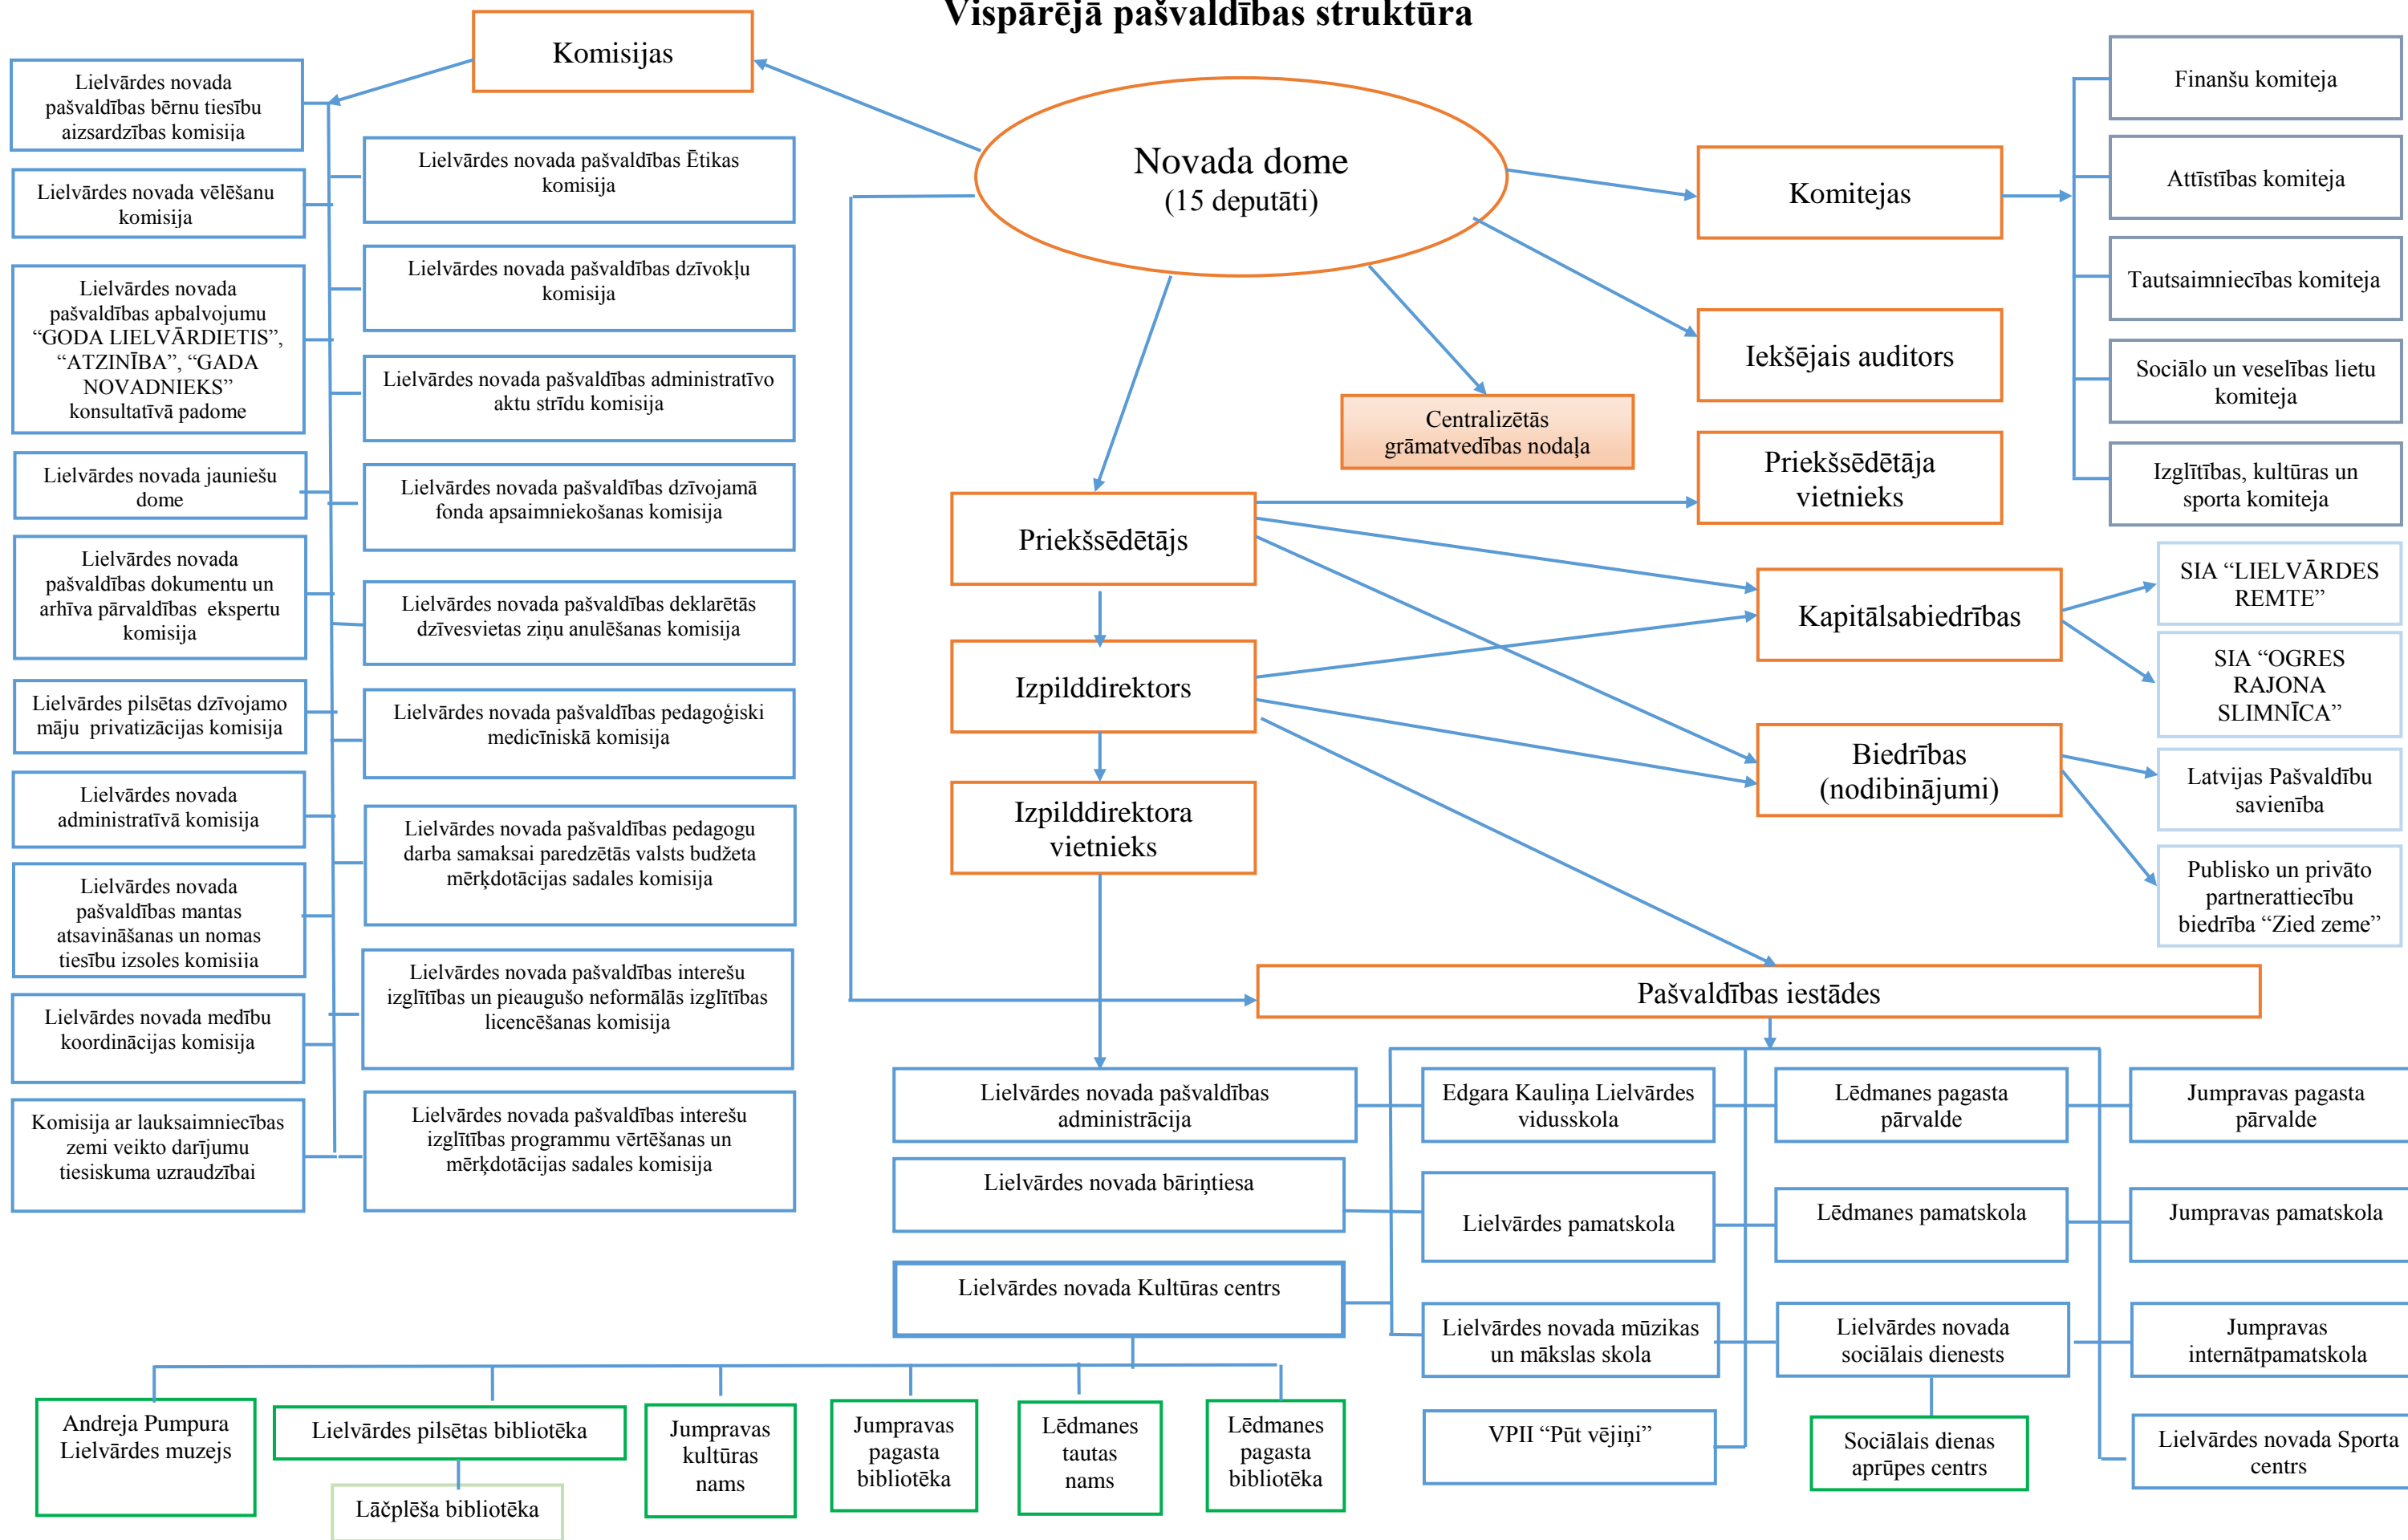 Vispārējā pašvaldības struktūra
Komisijas
Lielvārdes novada
pašvaldības bērnu tiesību
aizsardzības komisija
Lielvārdes novada vēlēšanu
komisija
Lielvārdes novada
pašvaldības apbalvojumu
“GODA LIELVĀRDIETIS”,
“ATZINĪBA”, “GADA
NOVADNIEKS”
konsultatīvā padome
Lielvārdes novada jauniešu
dome
Lielvārdes novada
pašvaldības dokumentu un
arhīva pārvaldības ekspertu
komisija
Lielvārdes pilsētas dzīvojamo
māju privatizācijas komisija
Lielvārdes novada
administratīvā komisija
Lielvārdes novada
pašvaldības mantas
atsavināšanas un nomas
tiesību izsoles komisija
Lielvārdes novada medību
koordinācijas komisija
Komisija ar lauksaimniecības
zemi veikto darījumu
tiesiskuma uzraudzībai
Lielvārdes novada pašvaldības Ētikas
komisija
Lielvārdes novada pašvaldības dzīvokļu
komisija
Lielvārdes novada pašvaldības administratīvo
aktu strīdu komisija
Lielvārdes novada pašvaldības dzīvojamā
fonda apsaimniekošanas komisija
Lielvārdes novada pašvaldības deklarētās
dzīvesvietas ziņu anulēšanas komisija
Lielvārdes novada pašvaldības pedagoģiski
medicīniskā komisija
Lielvārdes novada pašvaldības pedagogu
darba samaksai paredzētās valsts budžeta
mērķdotācijas sadales komisija
Lielvārdes novada pašvaldības interešu
izglītības un pieaugušo neformālās izglītības
licencēšanas komisija
Lielvārdes novada pašvaldības interešu
izglītības programmu vērtēšanas un
mērķdotācijas sadales komisija
Novada dome
(15 deputāti)
Komitejas
Finanšu komiteja
Attīstības komiteja
Tautsaimniecības komiteja
Sociālo un veselības lietu
komiteja
Izglītības, kultūras un
sporta komiteja
Iekšējais auditors
Centralizētās
grāmatvedības nodaļa
Priekšsēdētāja
vietnieks
Priekšsēdētājs
Izpilddirektors
Izpilddirektora
vietnieks
Kapitālsabiedrības
SIA “LIELVĀRDES
REMTE”
SIA “OGRES
RAJONA
SLIMNĪCA”
Biedrības
(nodibinājumi)
Latvijas Pašvaldību
savienība
Publisko un privāto
partnerattiecību
biedrība “Zied zeme”
Pašvaldības iestādes
Lielvārdes novada pašvaldības
administrācija
Edgara Kauliņa Lielvārdes
vidusskola
Lēdmanes pagasta
pārvalde
Jumpravas pagasta
pārvalde
Lielvārdes novada bāriņtiesa
Lielvārdes pamatskola
Lēdmanes pamatskola
Jumpravas pamatskola
Lielvārdes novada Kultūras centrs
Lielvārdes novada mūzikas
un mākslas skola
Lielvārdes novada
sociālais dienests
Jumpravas
internātpamatskola
VPII “Pūt vējiņi”
Sociālais dienas
aprūpes centrs
Lielvārdes novada Sporta
centrs
Andreja Pumpura
Lielvārdes muzejs
Lielvārdes pilsētas bibliotēka
Lāčplēša bibliotēka
Jumpravas
kultūras
nams
Jumpravas
pagasta
bibliotēka
Lēdmanes
tautas
nams
Lēdmanes
pagasta
bibliotēka